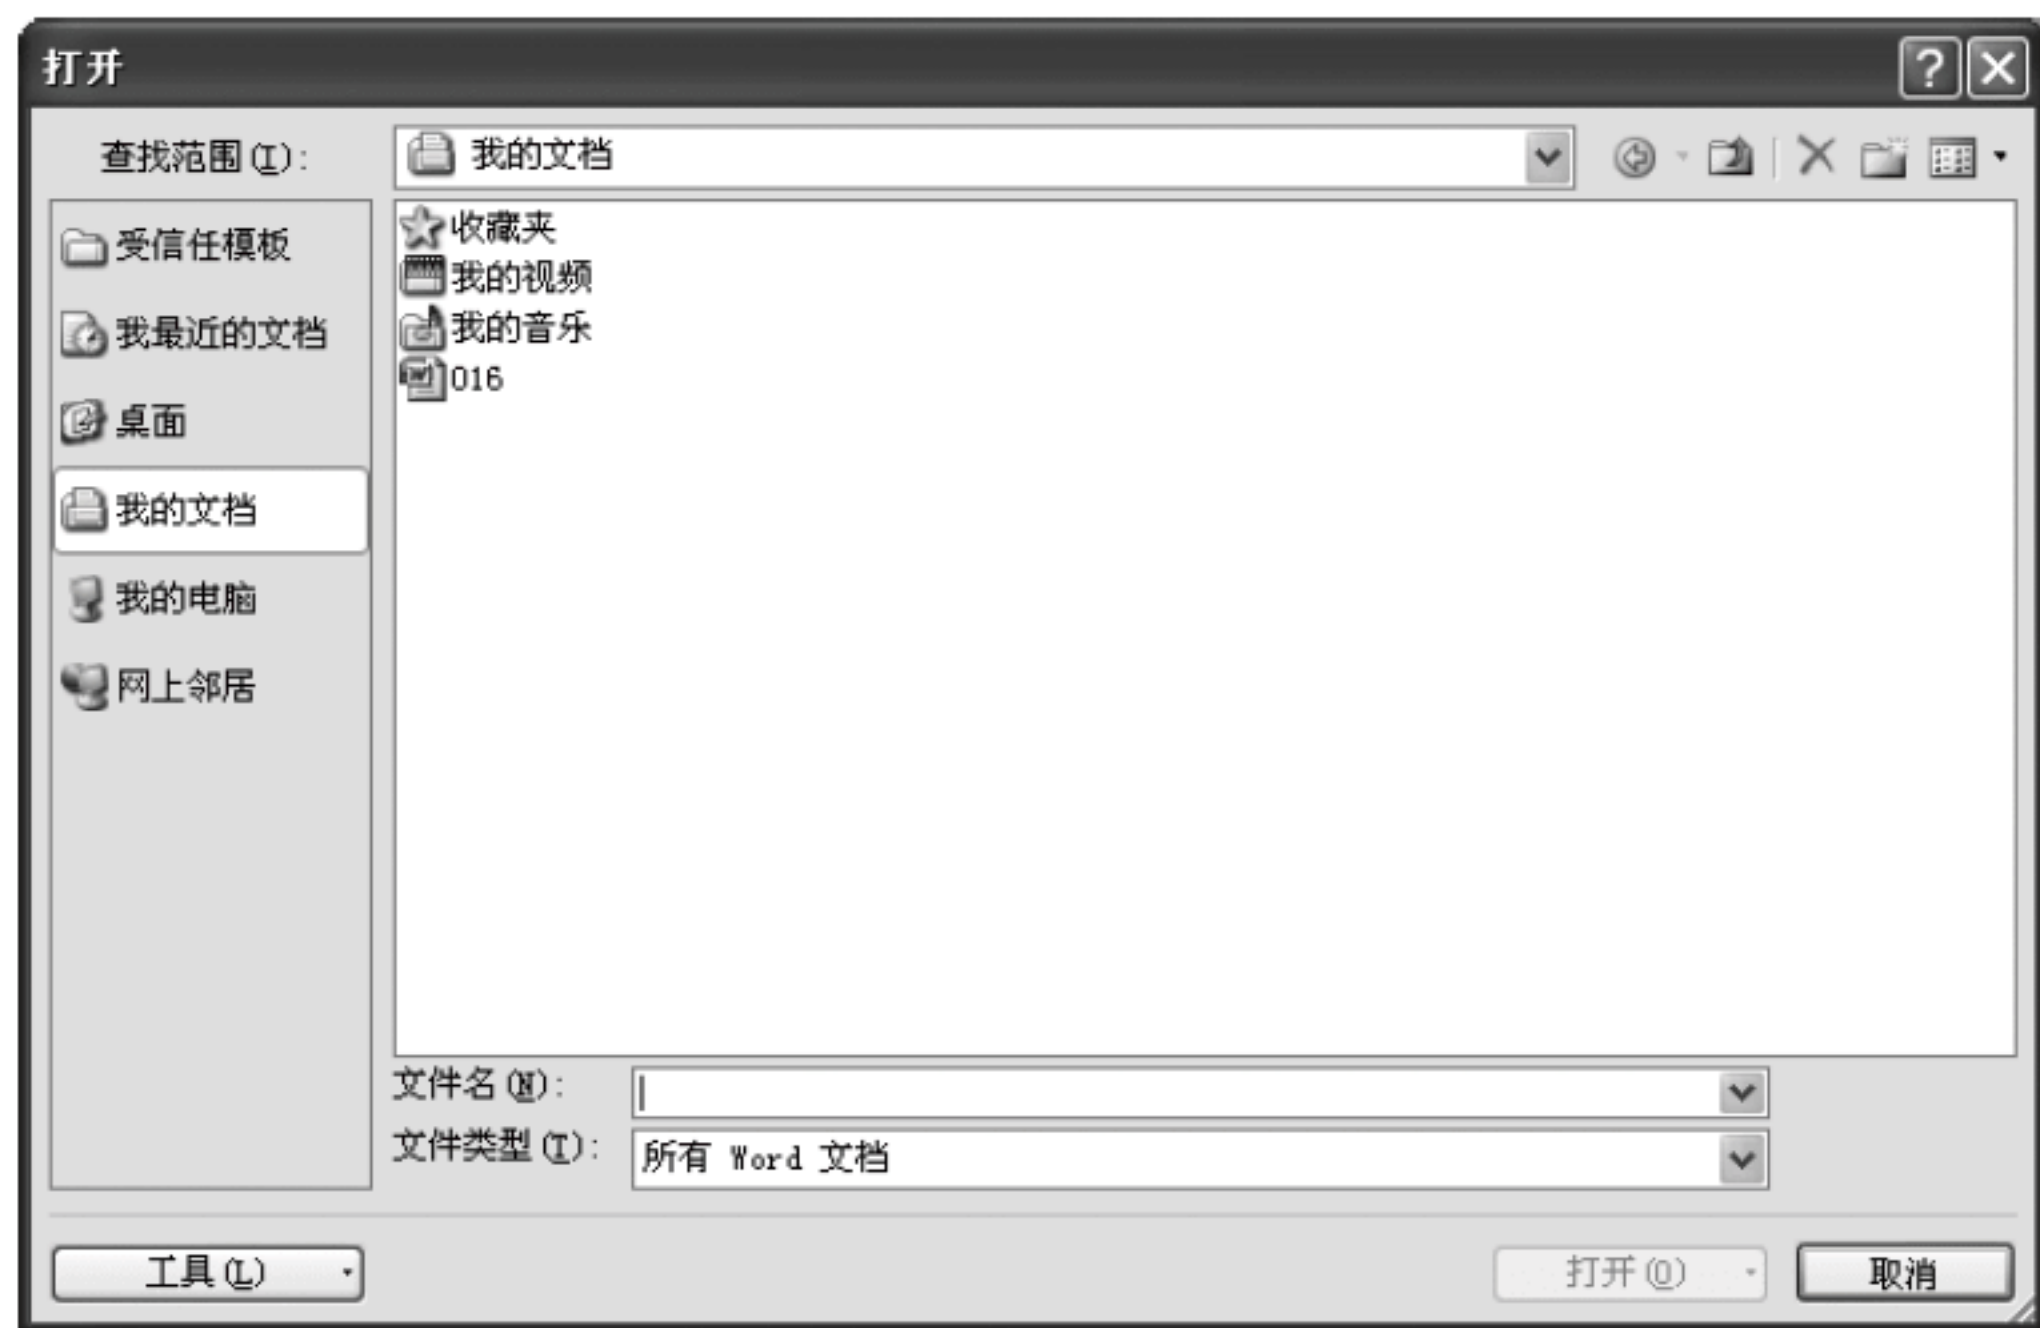 打开
查找范围(I):
我的文档
受信任模板
我最近的文档
桌面
我的文档
我的电脑
网上邻居
收藏夹
我的视频
我的音乐
016
文件名(N):
文件类型(T):
所有 Word 文档
工具(L)
打开(O)
取消